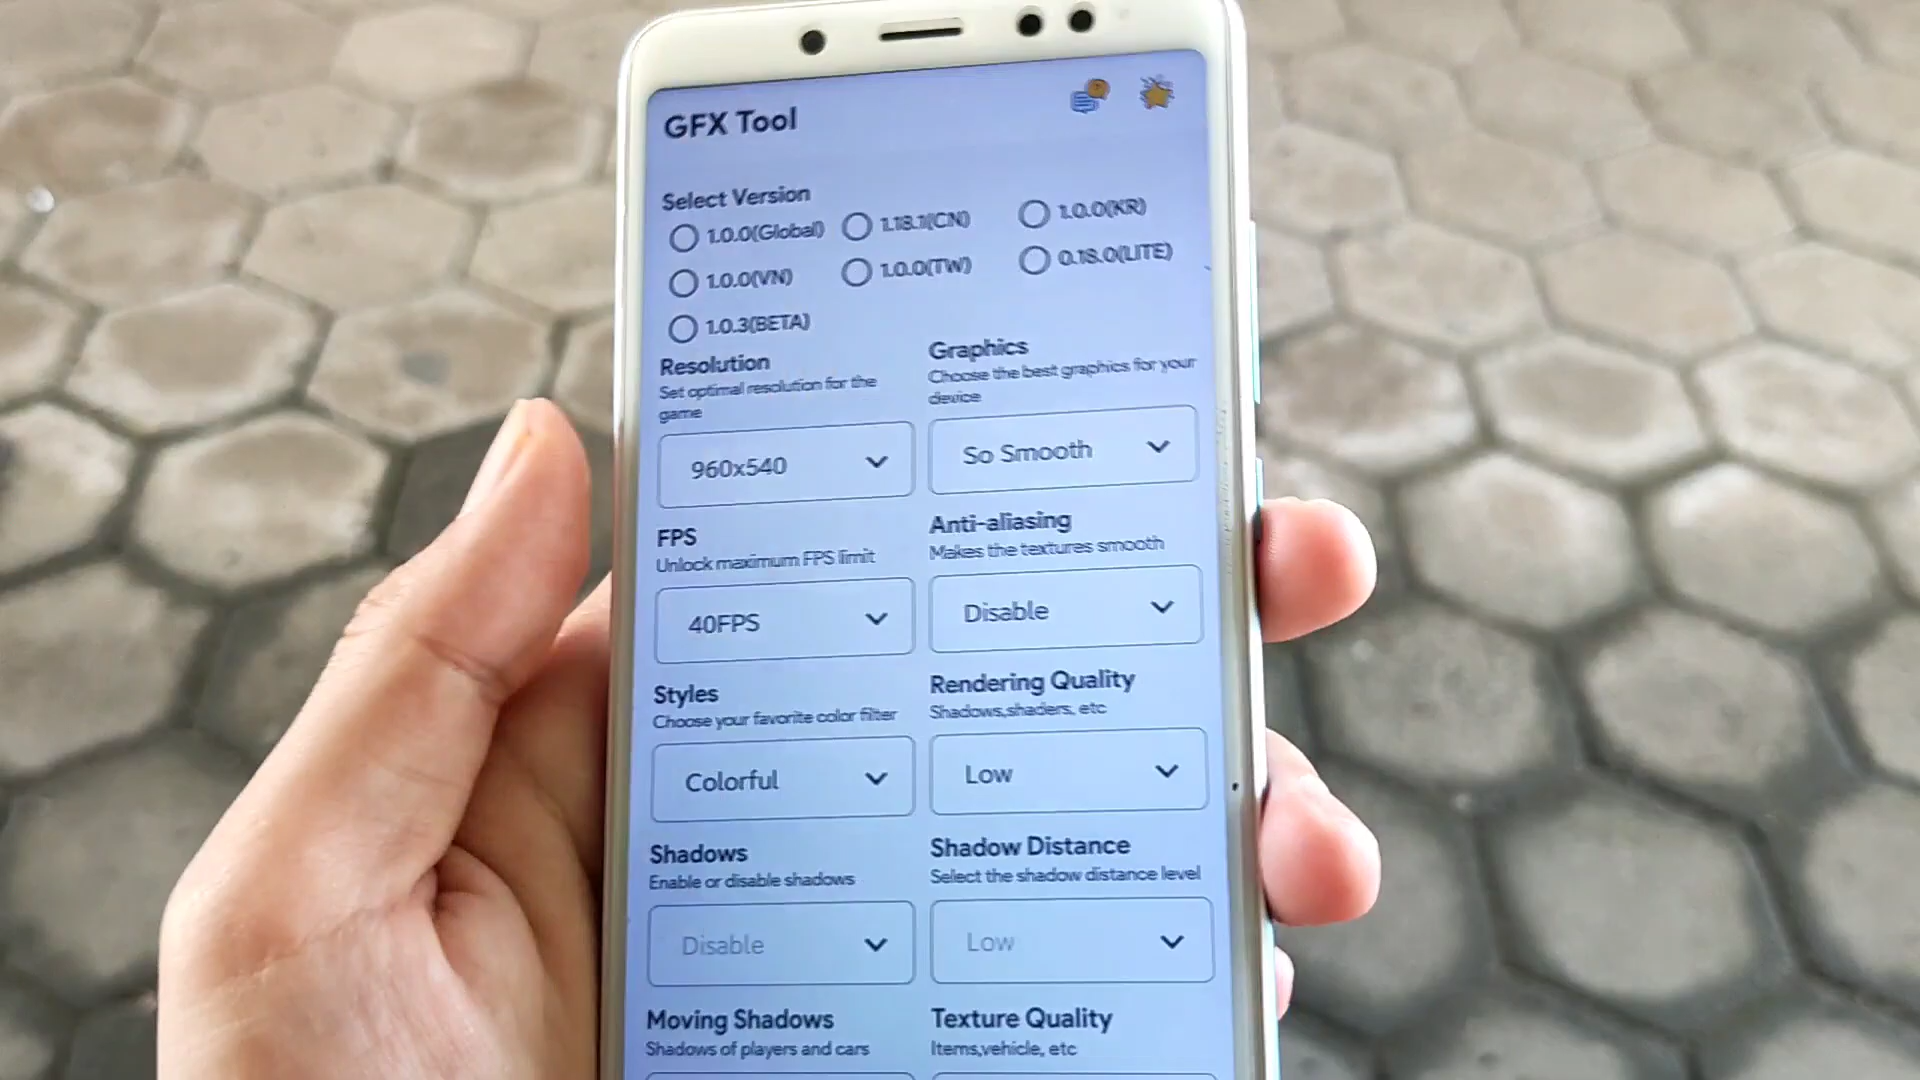 GFX Tool
Select Version
1.0.0(Global)
1.18.1(CN)
1.0.0(KR)
1.0.0(VN)
1.0.0(TW)
0.18.0(LITE)
1.0.3(BETA)
Resolution
Set optimal resolution for the
game
960x540
Graphics
Choose the best graphics for your
device
So Smooth
FPS
Unlock maximum FPS limit
40FPS
Anti-aliasing
Makes the textures smooth
Disable
Styles
Choose your favorite color filter
Colorful
Rendering Quality
Shadows,shaders, etc
Low
Shadows
Enable or disable shadows
Disable
Shadow Distance
Select the shadow distance level
Low
Moving Shadows
Shadows of players and cars
Texture Quality
Items,vehicle, etc